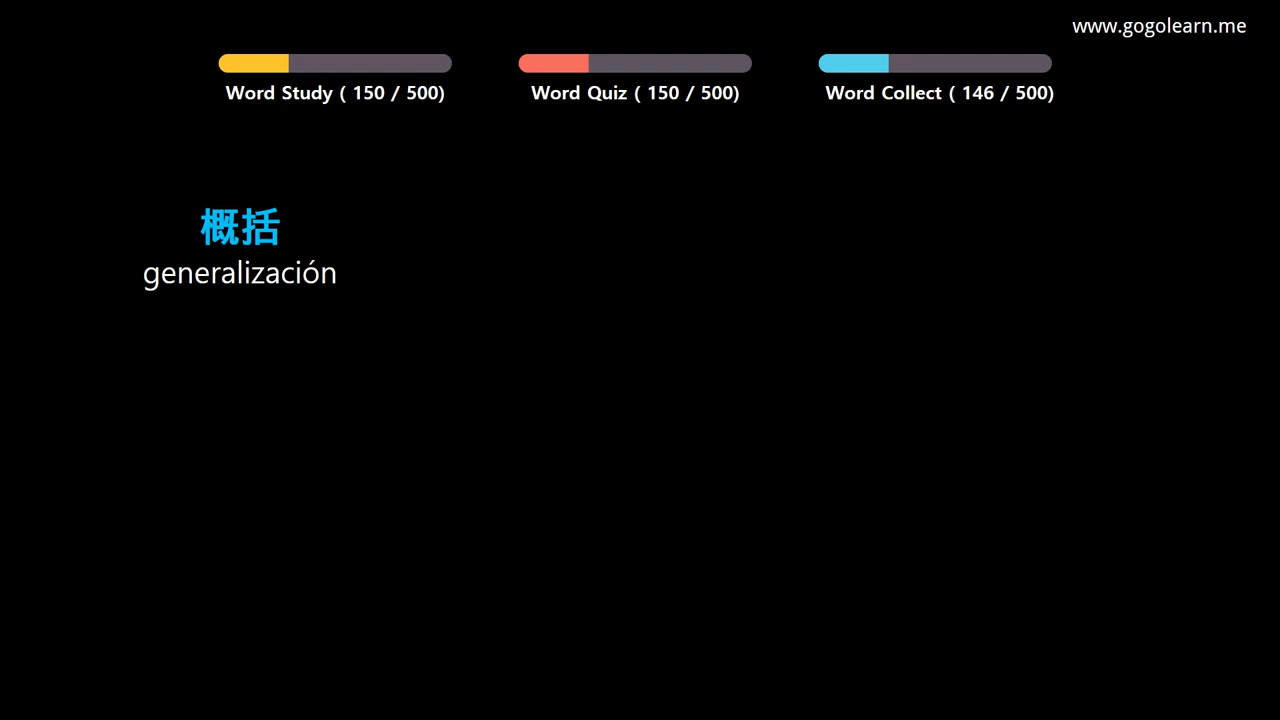 www.gogolearn.me
Word Study ( 150 / 500)
Word Quiz ( 150 / 500)
Word Collect ( 146 / 500)
概括
generalización